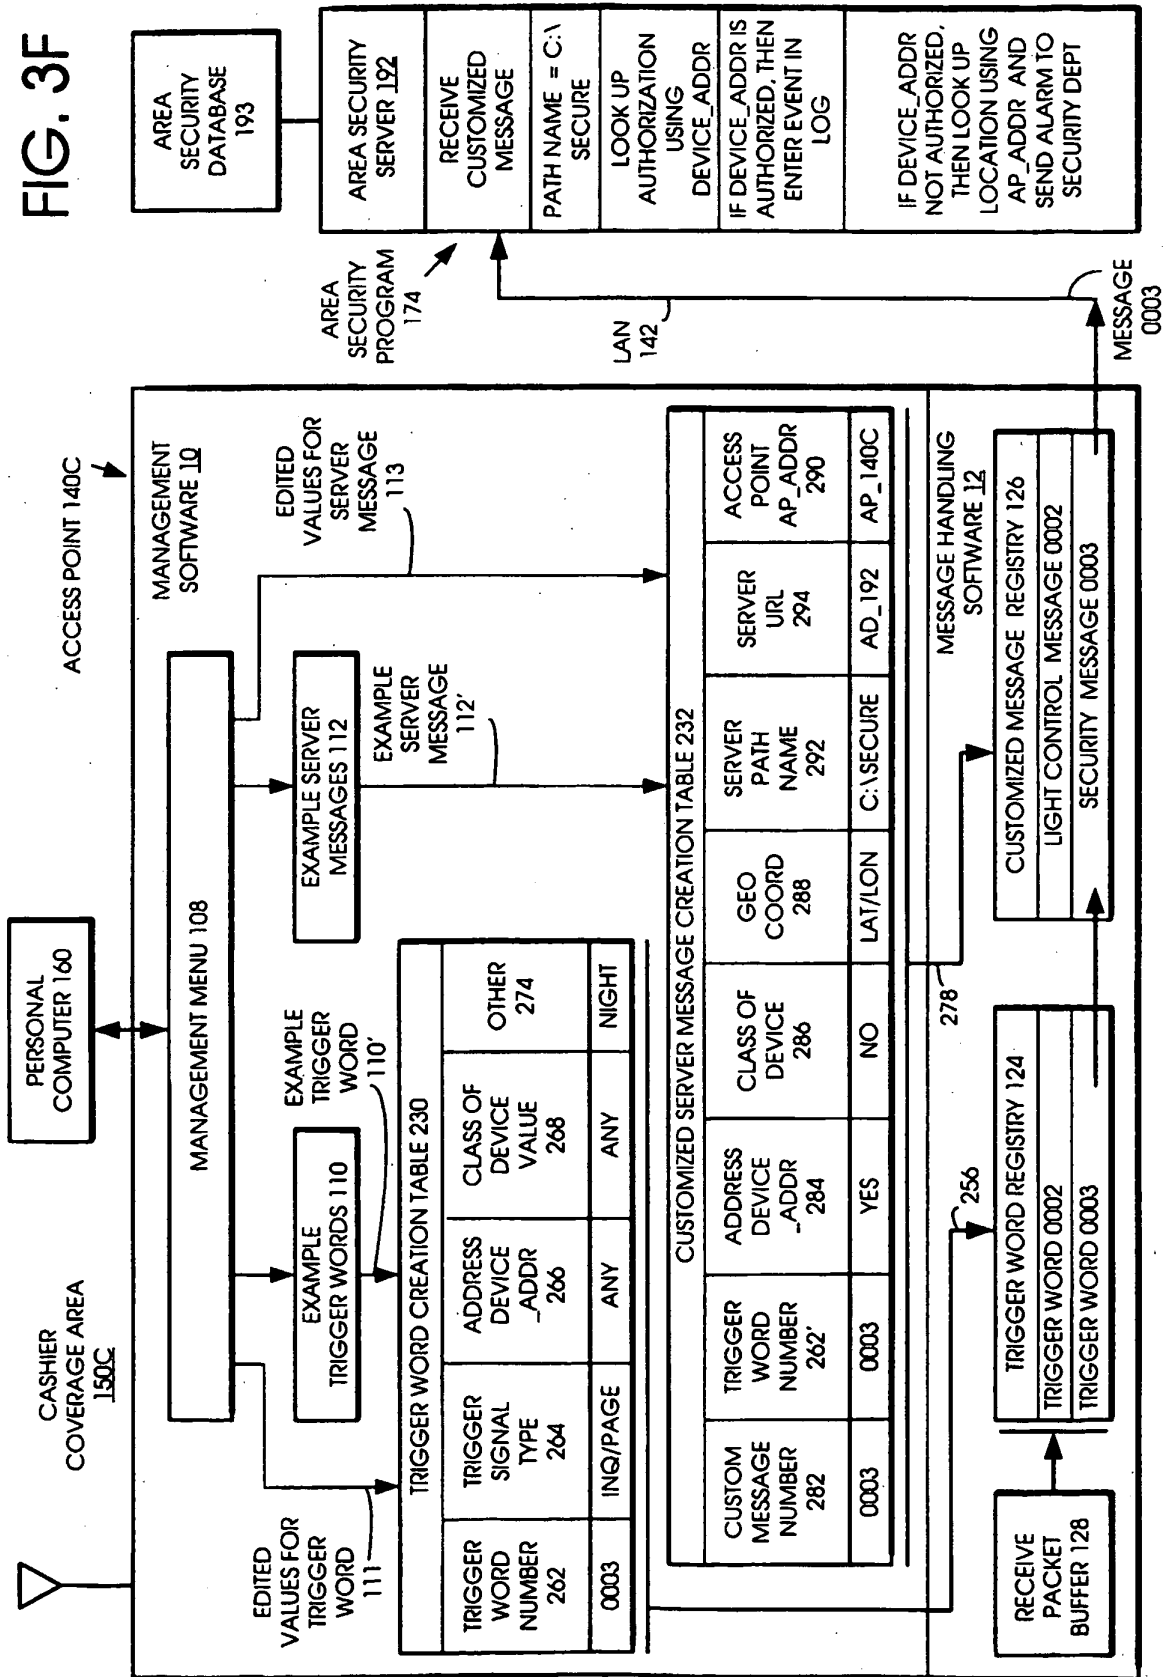 FIG. 3F
CASHIER
COVERAGE AREA
150C
PERSONAL
COMPUTER 160
ACCESS POINT 140C
MANAGEMENT
SOFTWARE 10
MANAGEMENT MENU 108
EDITED
VALUES FOR
TRIGGER
WORD
111
EXAMPLE
TRIGGER WORDS 110
EXAMPLE
TRIGGER
WORD
110'
EXAMPLE SERVER
MESSAGES 112
EXAMPLE
SERVER
MESSAGE
112'
EDITED
VALUES FOR
SERVER
MESSAGE
113
TRIGGER WORD CREATION TABLE 230
TRIGGER
WORD
NUMBER
262
TRIGGER
SIGNAL
TYPE
264
ADDRESS
DEVICE
_ADDR
266
CLASS OF
DEVICE
VALUE
268
OTHER
274
0003
INQ/PAGE
ANY
ANY
NIGHT
CUSTOMIZED SERVER MESSAGE CREATION TABLE 232
CUSTOM
MESSAGE
NUMBER
282
TRIGGER
WORD
NUMBER
262'
ADDRESS
DEVICE
_ADDR
284
CLASS OF
DEVICE
286
GEO
COORD
288
SERVER
PATH
NAME
292
SERVER
URL
294
ACCESS
POINT
AP_ADDR
290
0003
0003
YES
NO
LAT/LON
C:\SECURE
AD_192
AP_140C
256
278
MESSAGE HANDLING
SOFTWARE 12
RECEIVE
PACKET
BUFFER 128
TRIGGER WORD REGISTRY 124
TRIGGER WORD 0002
TRIGGER WORD 0003
CUSTOMIZED MESSAGE REGISTRY 126
LIGHT CONTROL MESSAGE 0002
SECURITY MESSAGE 0003
MESSAGE
0003
LAN
142
AREA
SECURITY
PROGRAM
174
AREA
SECURITY
DATABASE
193
AREA SECURITY
SERVER 192
RECEIVE
CUSTOMIZED
MESSAGE
PATH NAME = C:\
SECURE
LOOK UP
AUTHORIZATION
USING
DEVICE_ADDR
IF DEVICE_ADDR IS
AUTHORIZED, THEN
ENTER EVENT IN
LOG
IF DEVICE_ADDR
NOT AUTHORIZED,
THEN LOOK UP
LOCATION USING
AP_ADDR AND
SEND ALARM TO
SECURITY DEPT